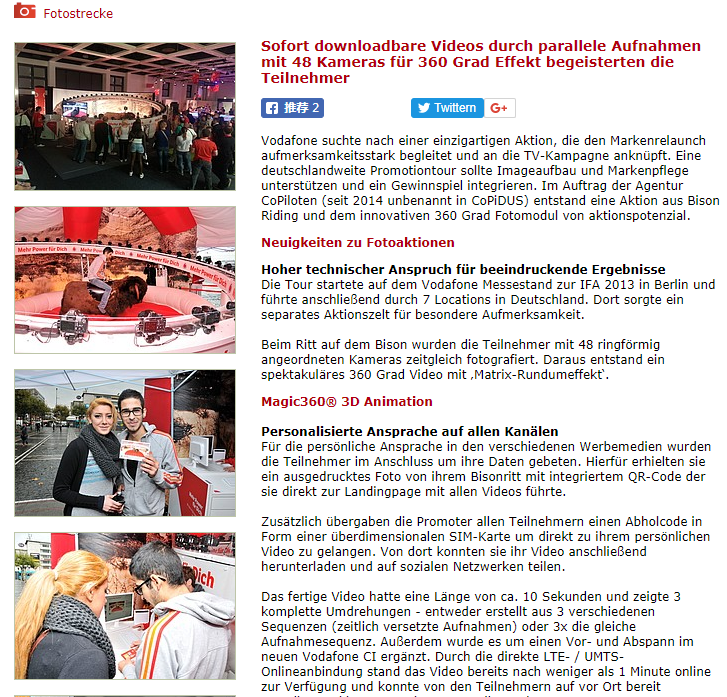 Fotostrecke
Sofort downloadbare Videos durch parallele Aufnahmen
mit 48 Kameras für 360 Grad Effekt begeisterten die
Teilnehmer
推荐 2
Twittern
G+
Vodafone suchte nach einer einzigartigen Aktion, die den Markenrelaunch
aufmerksamkeitsstark begleitet und an die TV-Kampagne anknüpft. Eine
deutschlandweite Promotiontour sollte Imageaufbau und Markenpflege
unterstützen und ein Gewinnspiel integrieren. Im Auftrag der Agentur
CoPiloten (seit 2014 unbenannt in CoPiDUS) entstand eine Aktion aus Bison
Riding und dem innovativen 360 Grad Fotomodul von aktionspotenzial.
Neuigkeiten zu Fotoaktionen
Hoher technischer Anspruch für beeindruckende Ergebnisse
Die Tour startete auf dem Vodafone Messestand zur IFA 2013 in Berlin und
führte anschließend durch 7 Locations in Deutschland. Dort sorgte ein
separates Aktionszelt für besondere Aufmerksamkeit.
Beim Ritt auf dem Bison wurden die Teilnehmer mit 48 ringförmig
angeordneten Kameras zeitgleich fotografiert. Daraus entstand ein
spektakuläres 360 Grad Video mit ‚Matrix-Rundumeffekt‘.
Magic360® 3D Animation
Personalisierte Ansprache auf allen Kanälen
Für die persönliche Ansprache in den verschiedenen Werbemedien wurden
die Teilnehmer im Anschluss um ihre Daten gebeten. Hierfür erhielten sie
ein ausgedrucktes Foto von ihrem Bisonritt mit integriertem QR-Code der
sie direkt zur Landingpage mit allen Videos führte.
Zusätzlich übergaben die Promoter allen Teilnehmern einen Abholcode in
Form einer überdimensionalen SIM-Karte um direkt zu ihrem persönlichen
Video zu gelangen. Von dort konnten sie ihr Video anschließend
herunterladen und auf sozialen Netzwerken teilen.
Das fertige Video hatte eine Länge von ca. 10 Sekunden und zeigte 3
komplette Umdrehungen - entweder erstellt aus 3 verschiedenen
Sequenzen (zeitlich versetzte Aufnahmen) oder 3x die gleiche
Aufnahmesequenz. Außerdem wurde es um einen Vor- und Abspann im
neuen Vodafone CI ergänzt. Durch die direkte LTE- / UMTS-
Onlineanbindung stand das Video bereits nach weniger als 1 Minute online
zur Verfügung und konnte von den Teilnehmern auf vor Ort bereit
Mehr Power für Dich
Mehr Power für Dich
für Dich